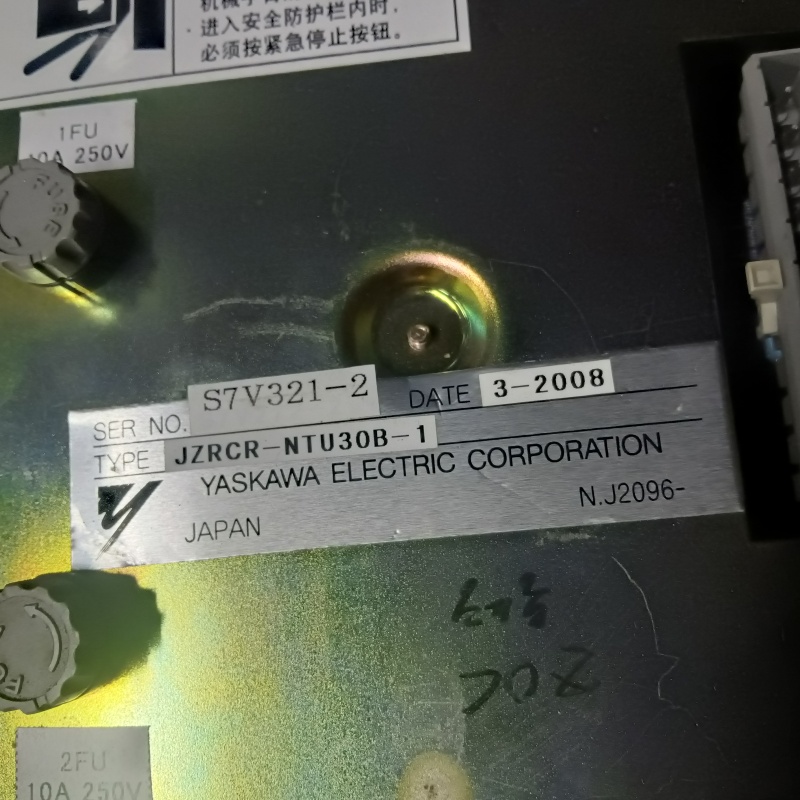 进入安全防护栏内时，
必须按紧急停止按钮。
1FU
10A 250V
FUSE
SER NO. S7V321-2 DATE 3-2008
TYPE JZRCR-NTU30B-1
YASKAWA ELECTRIC CORPORATION
JAPAN N.J2096-
2FU
10A 250V